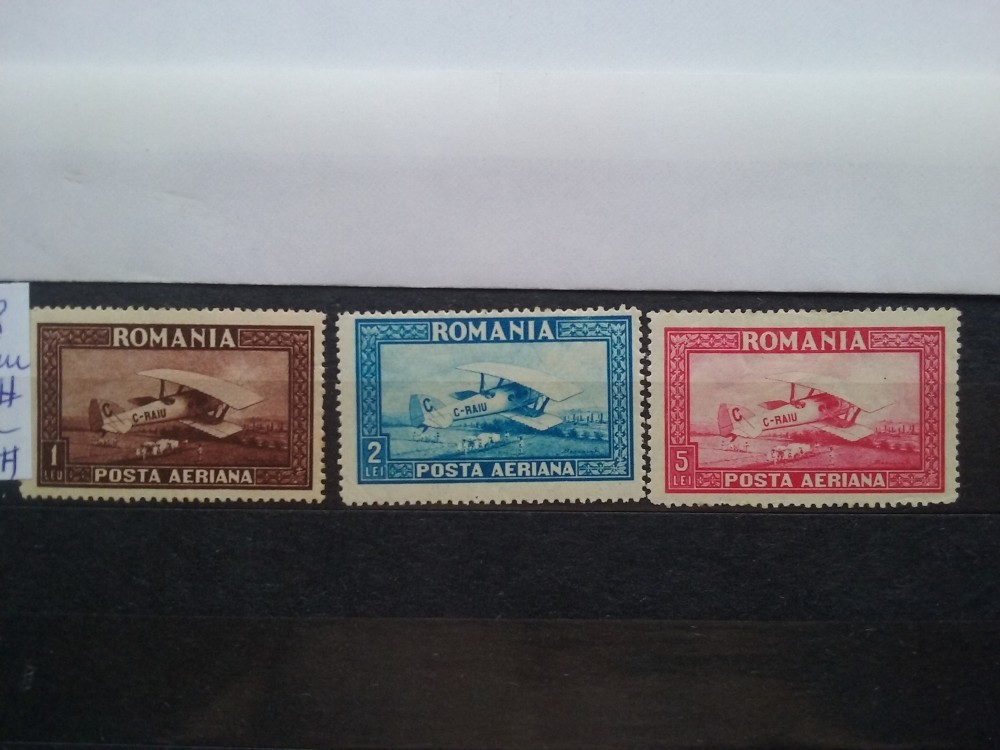 ROMANIA
C
C-RAIU
1
LEU
POSTA AERIANA
ROMANIA
C
C-RAIU
2
LEI
POSTA AERIANA
ROMANIA
C
C-RAIU
5
LEI
POSTA AERIANA